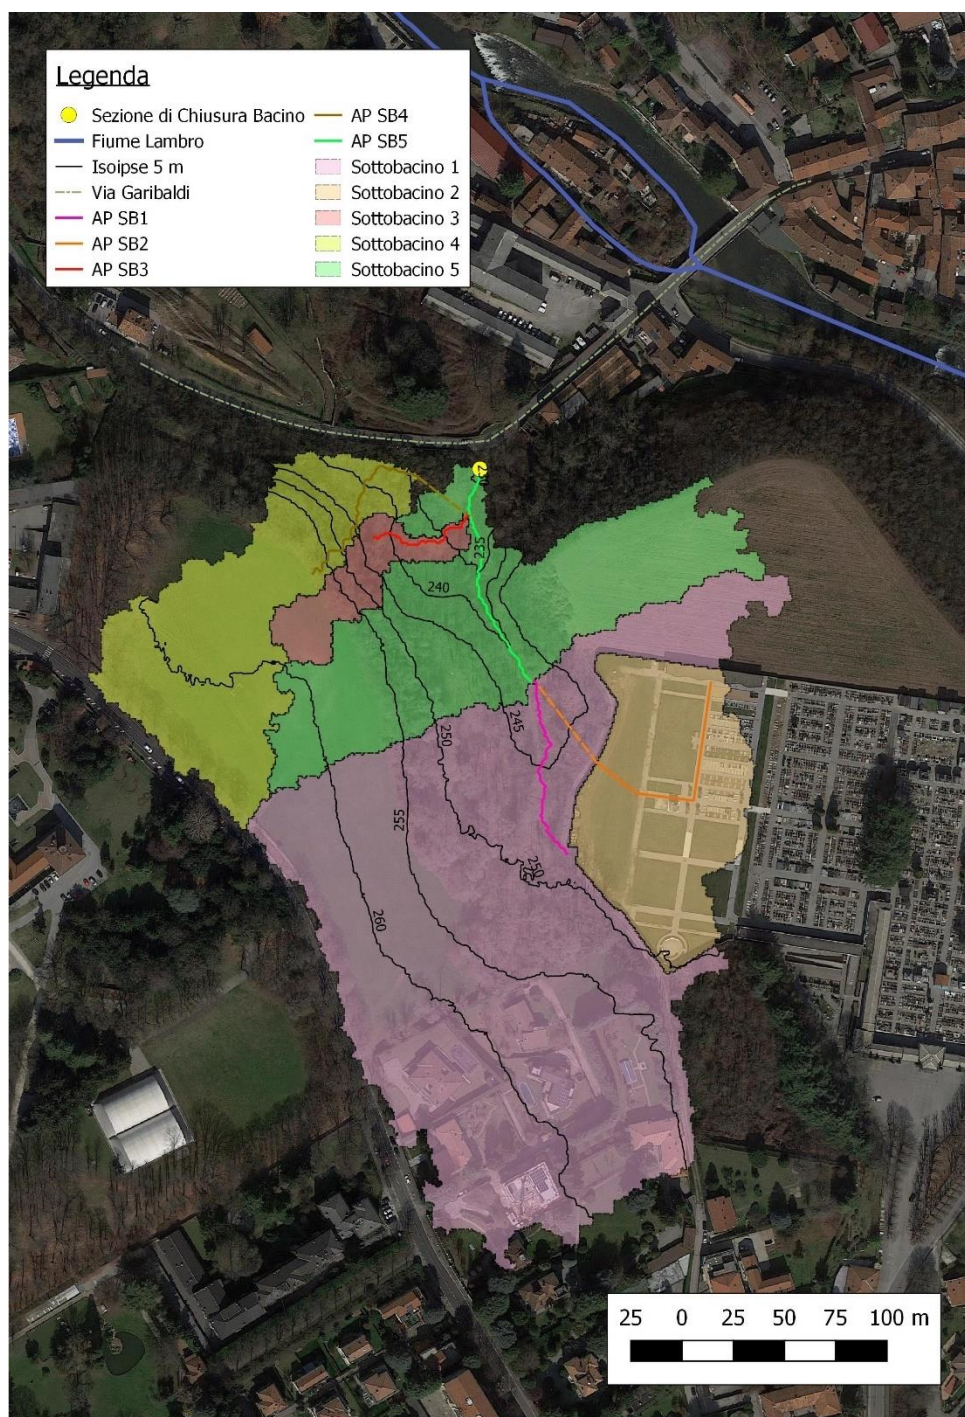 Legenda
Sezione di Chiusura Bacino
Fiume Lambro
Isoipse 5 m
Via Garibaldi
AP SB1
AP SB2
AP SB3
AP SB4
AP SB5
Sottobacino 1
Sottobacino 2
Sottobacino 3
Sottobacino 4
Sottobacino 5
235
240
245
250
255
250
260
25 0 25 50 75 100 m